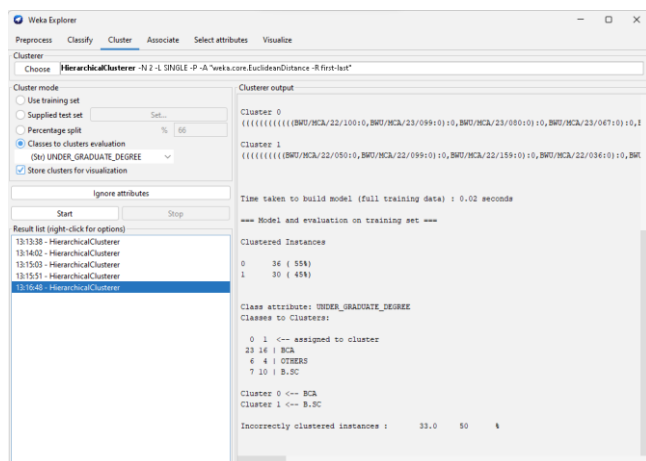 Weka Explorer
Preprocess Classify Cluster Associate Select attributes Visualize
Clusterer
Choose HierarchicalClusterer -N 2 -L SINGLE -P -A "weka.core.EuclideanDistance -R first-last"
Cluster mode
Use training set
Supplied test set Set...
Percentage split % 66
Classes to clusters evaluation
(Str) UNDER_GRADUATE_DEGREE
Store clusters for visualization
Ignore attributes
Start Stop
Result list (right-click for options)
13:13:38 - HierarchicalClusterer
13:14:02 - HierarchicalClusterer
13:15:03 - HierarchicalClusterer
13:15:51 - HierarchicalClusterer
13:16:48 - HierarchicalClusterer
Clusterer output
Cluster 0
((((((((((((BWU/MCA/22/100:0,BWU/MCA/23/099:0):0,BWU/MCA/23/080:0):0,BWU/MCA/23/067:0):0,
Cluster 1
((((((((((BWU/MCA/22/050:0,BWU/MCA/22/099:0):0,BWU/MCA/22/159:0):0,BWU/MCA/22/036:0):0,BWU
Time taken to build model (full training data) : 0.02 seconds
=== Model and evaluation on training set ===
Clustered Instances
0 36 ( 55%)
1 30 ( 45%)
Class attribute: UNDER_GRADUATE_DEGREE
Classes to Clusters:
0 1 <-- assigned to cluster
23 16 | BCA
6 4 | OTHERS
7 10 | B.SC
Cluster 0 <-- BCA
Cluster 1 <-- B.SC
Incorrectly clustered instances : 33.0 50 %